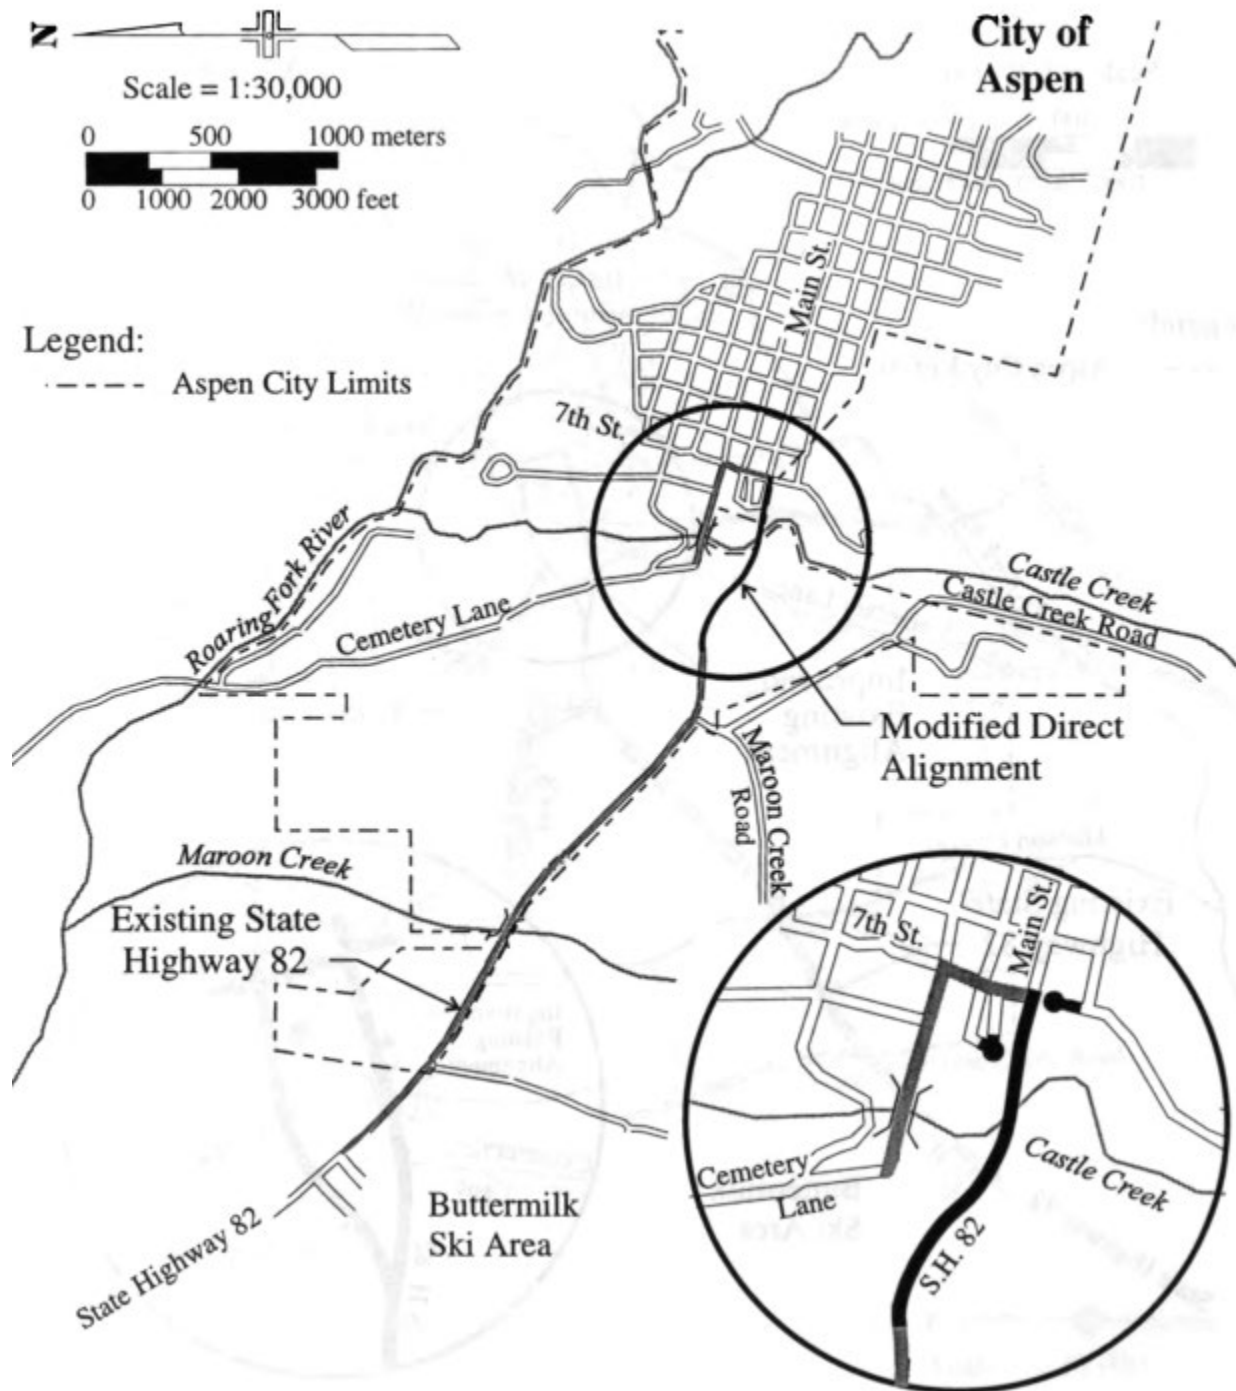 N
City of
Aspen
Scale = 1:30,000
0 500 1000 meters
0 1000 2000 3000 feet
Legend:
Aspen City Limits
Main St.
7th St.
Roaring Fork River
Cemetery Lane
Castle Creek
Castle Creek Road
Modified Direct
Alignment
Maroon Creek
Road
Maroon Creek
Existing State
Highway 82
Buttermilk
Ski Area
State Highway 82
7th St.
Main St.
Cemetery
Lane
Castle Creek
S.H. 82